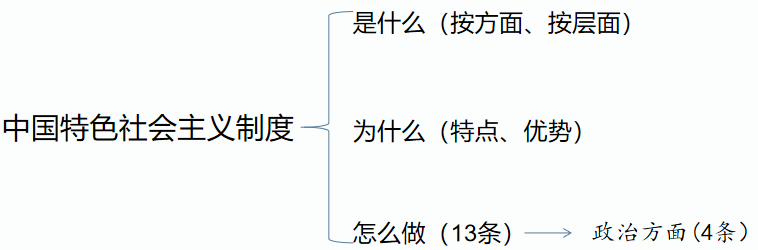 中国特色社会主义制度
是什么（按方面、按层面）
为什么（特点、优势）
怎么做（13条）
政治方面(4条）